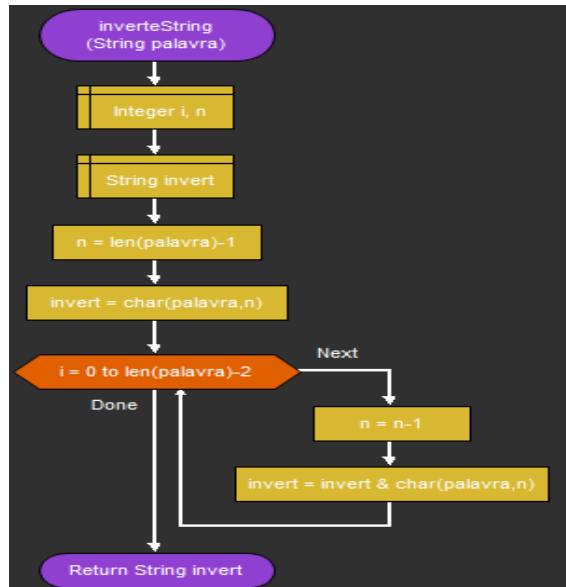 inverteString
(String palavra)
Integer i, n
String invert
n = len(palavra)-1
invert = char(palavra,n)
i = 0 to len(palavra)-2
Next
Done
n = n-1
invert = invert & char(palavra,n)
Return String invert